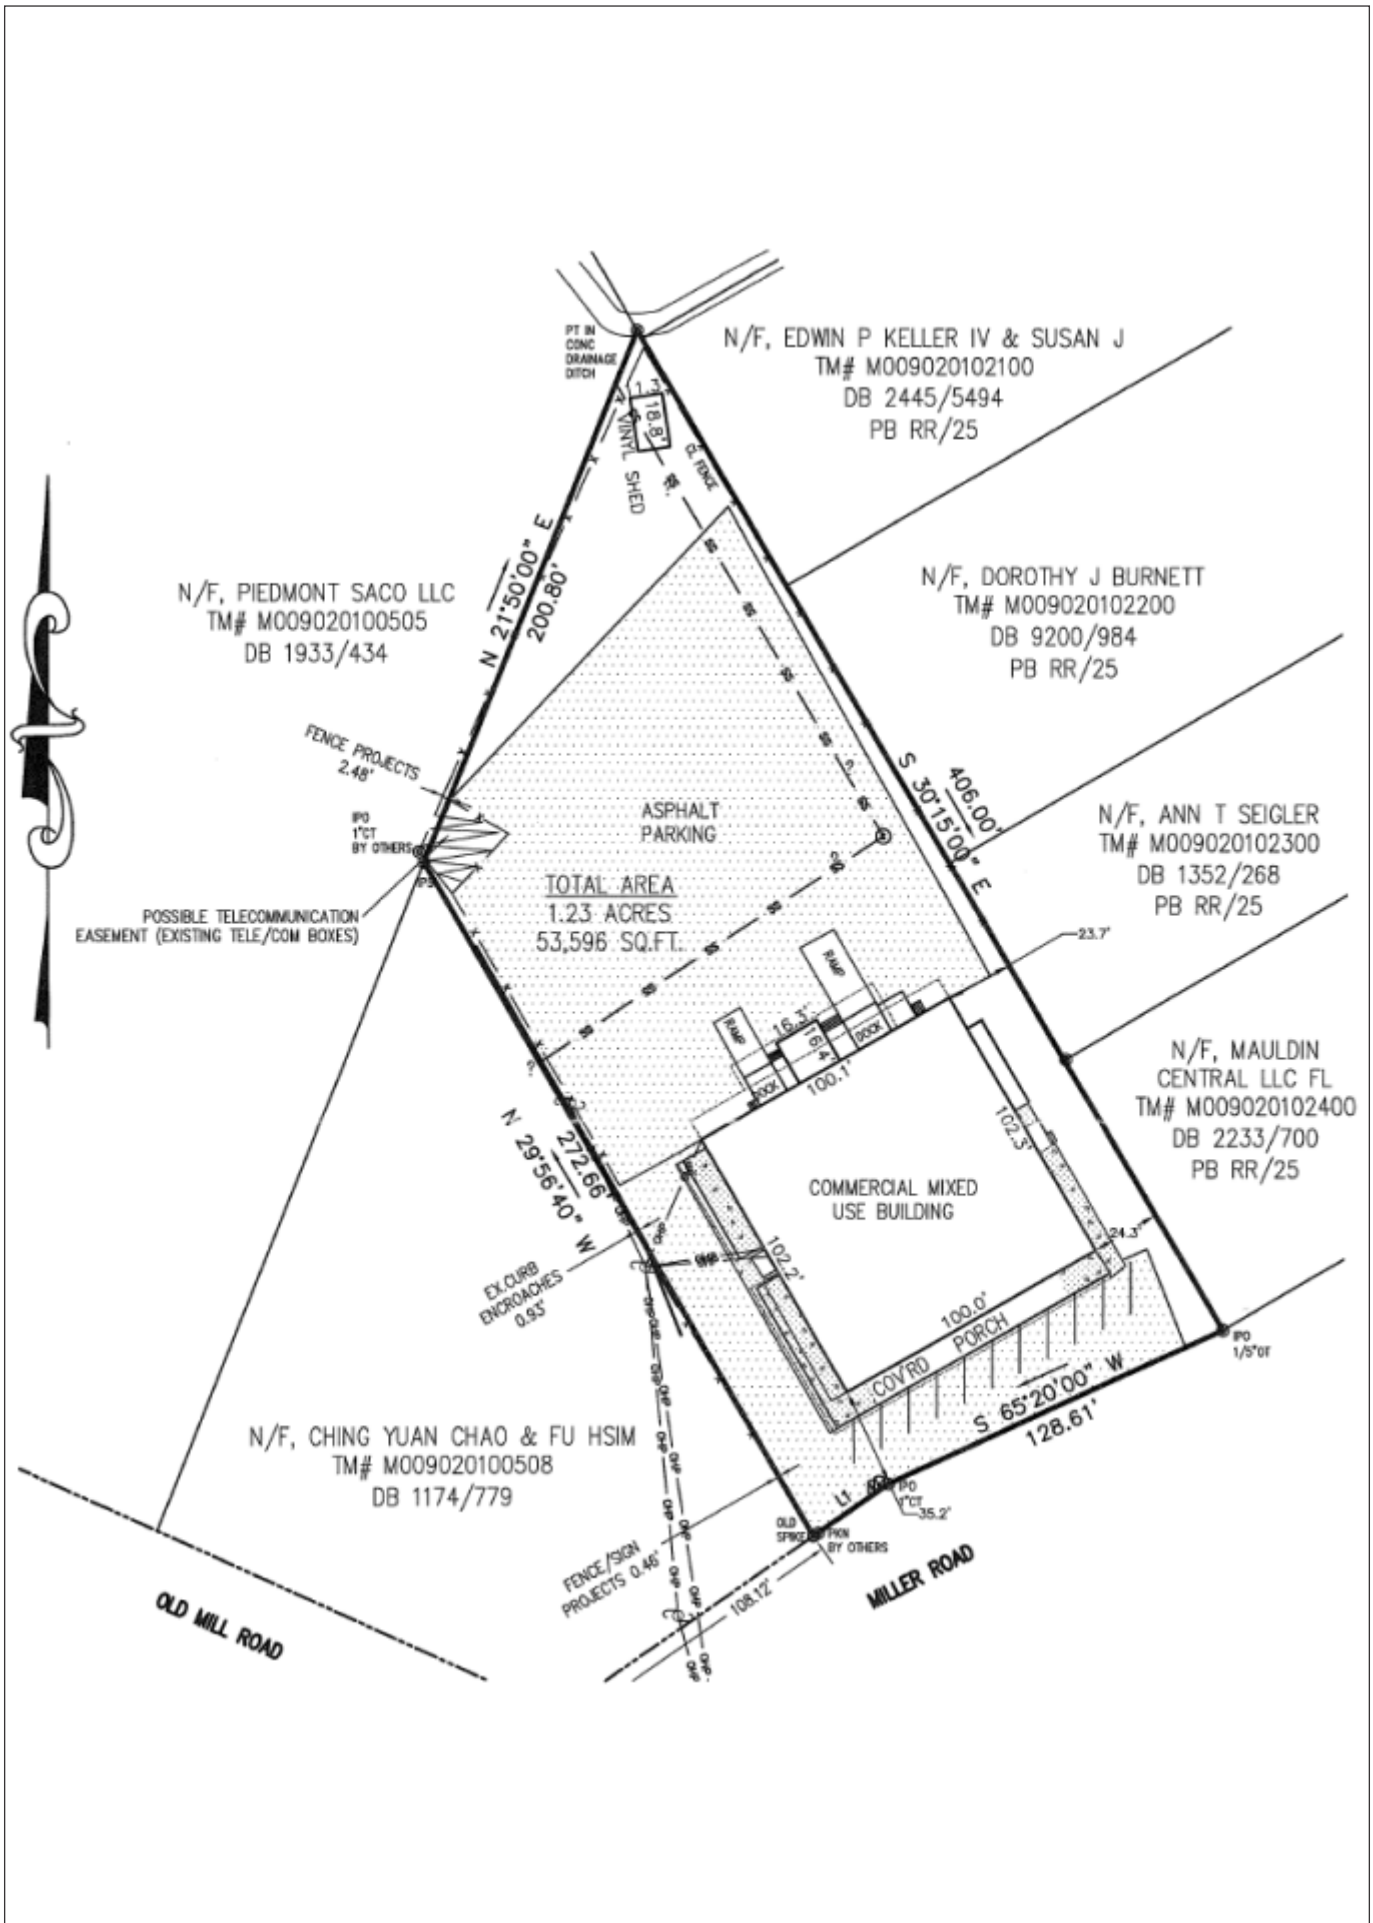 PT IN
CONC
DRAINAGE
DITCH
N/F, EDWIN P KELLER IV & SUSAN J
TM# M009020102100
DB 2445/5494
PB RR/25
18.8'
VINYL SHED
CL FENCE
N 21°50'00" E
200.80'
N/F, PIEDMONT SACO LLC
TM# M009020100505
DB 1933/434
N/F, DOROTHY J BURNETT
TM# M009020102200
DB 9200/984
PB RR/25
FENCE PROJECTS
2.48'
IPO
1"CT
BY OTHERS
IPS
POSSIBLE TELECOMMUNICATION
EASEMENT (EXISTING TELE/COM BOXES)
ASPHALT
PARKING
TOTAL AREA
1.23 ACRES
53,596 SQ.FT.
S 30°15'00" E
406.00'
N/F, ANN T SEIGLER
TM# M009020102300
DB 1352/268
PB RR/25
23.7'
RAMP
RAMP
16.3'
16.4'
DOCK
DOCK
100.1'
N/F, MAULDIN
CENTRAL LLC FL
TM# M009020102400
DB 2233/700
PB RR/25
272.66'
N 29°56'40" W
102.3'
COMMERCIAL MIXED
USE BUILDING
102.2'
24.3'
EX.CURB
ENCROACHES
0.93'
100.0'
COV'RD PORCH
S 65°20'00" W
128.61'
IPO
1/5"OT
N/F, CHING YUAN CHAO & FU HSIM
TM# M009020100508
DB 1174/779
L1
IPO
1"CT
35.2'
OLD
SPIKE
PKN
BY OTHERS
FENCE/SIGN
PROJECTS 0.46'
108.12'
MILLER ROAD
OLD MILL ROAD